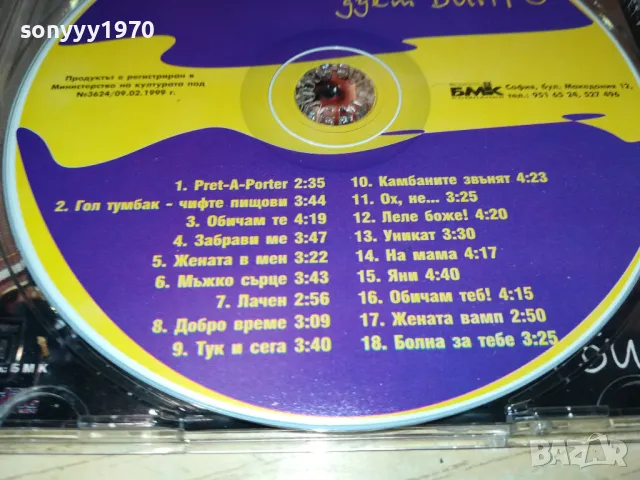 sonyyy1970
дует
Продуктът е регистриран в
Министерство на културата под
№3624/09.02.1999 г.
БМК
София, бул. Македония 12,
тел.: 951 65 24, 527 496
1. Pret-A-Porter 2:35
2. Гол тумбак - чифте пищови 3:44
3. Обичам те 4:19
4. Забрави ме 3:47
5. Жената в мен 3:22
6. Мъжко сърце 3:43
7. Лачен 2:56
8. Добро време 3:09
9. Тук и сега 3:40
10. Камбаните звънят 4:23
11. Ох, не... 3:25
12. Леле боже! 4:20
13. Уникат 3:30
14. На мама 4:17
15. Яни 4:40
16. Обичам теб! 4:15
17. Жената вамп 2:50
18. Болна за тебе 3:25
БМК
BAZAR